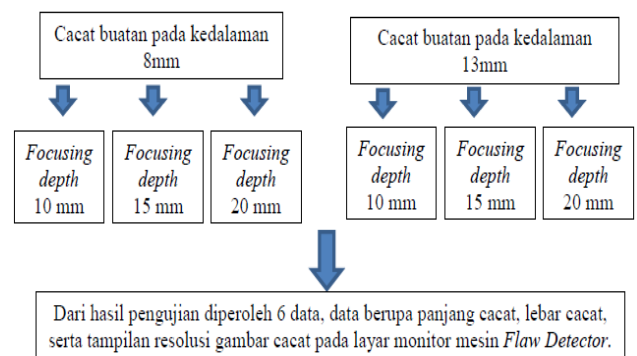 Cacat buatan pada kedalaman
8mm
Cacat buatan pada kedalaman
13mm
Focusing
depth
10 mm
Focusing
depth
15 mm
Focusing
depth
20 mm
Focusing
depth
10 mm
Focusing
depth
15 mm
Focusing
depth
20 mm
Dari hasil pengujian diperoleh 6 data, data berupa panjang cacat, lebar cacat,
serta tampilan resolusi gambar cacat pada layar monitor mesin Flaw Detector.